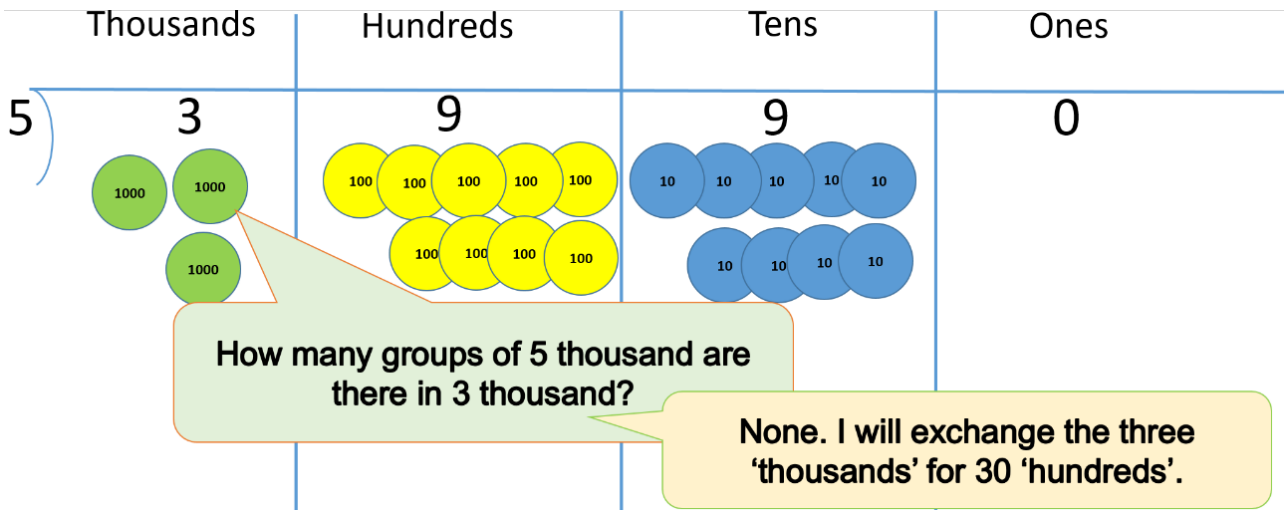 Thousands Hundreds Tens Ones
5 3 9 9 0
1000 1000 100 100 100 100 100 10 10 10 10 10
1000 100 100 100 100 10 10 10 10
How many groups of 5 thousand are
there in 3 thousand?
None. I will exchange the three
‘thousands’ for 30 ‘hundreds’.